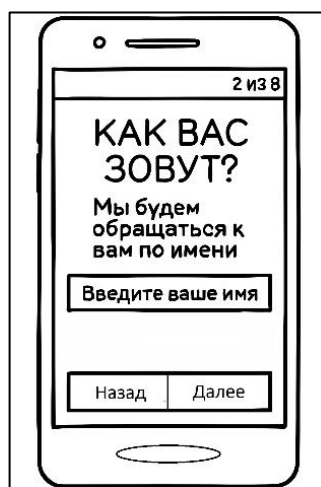 2 из 8
КАК ВАС
ЗОВУТ?
Мы будем
обращаться к
вам по имени
Введите ваше имя
Назад Далее